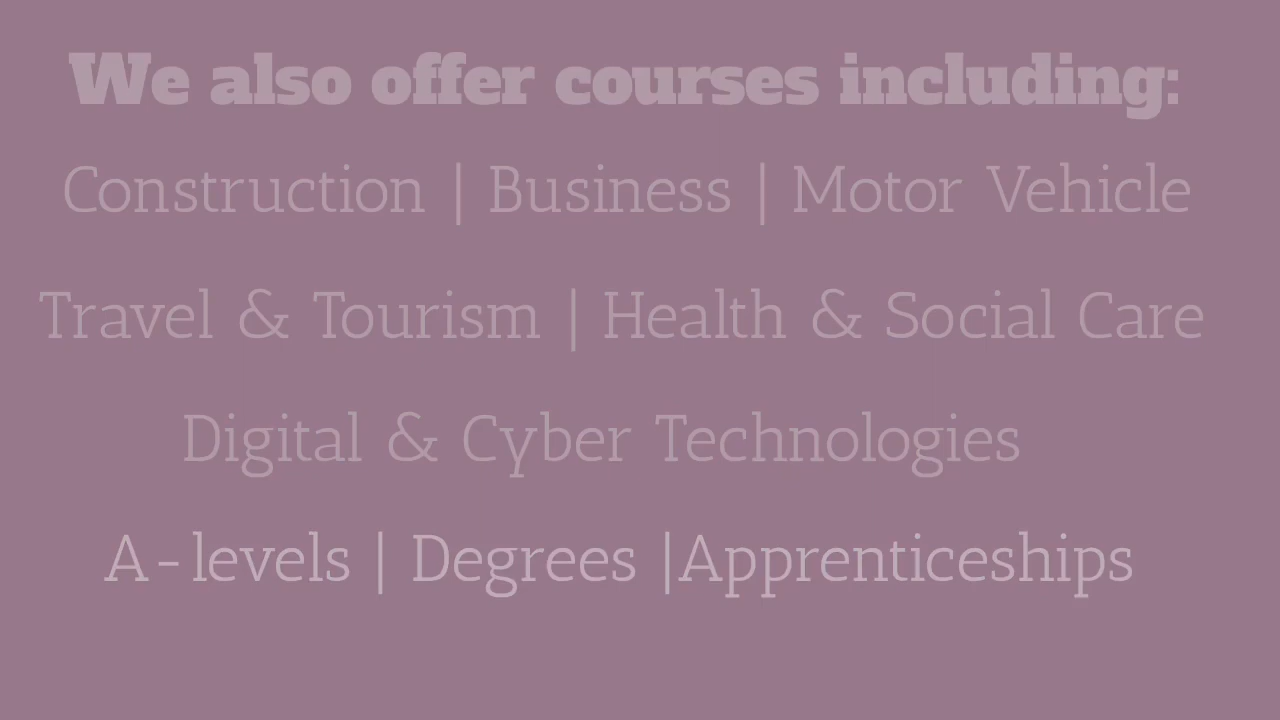 We also offer courses including:
Construction | Business | Motor Vehicle
Travel & Tourism | Health & Social Care
Digital & Cyber Technologies
A-levels | Degrees |Apprenticeships